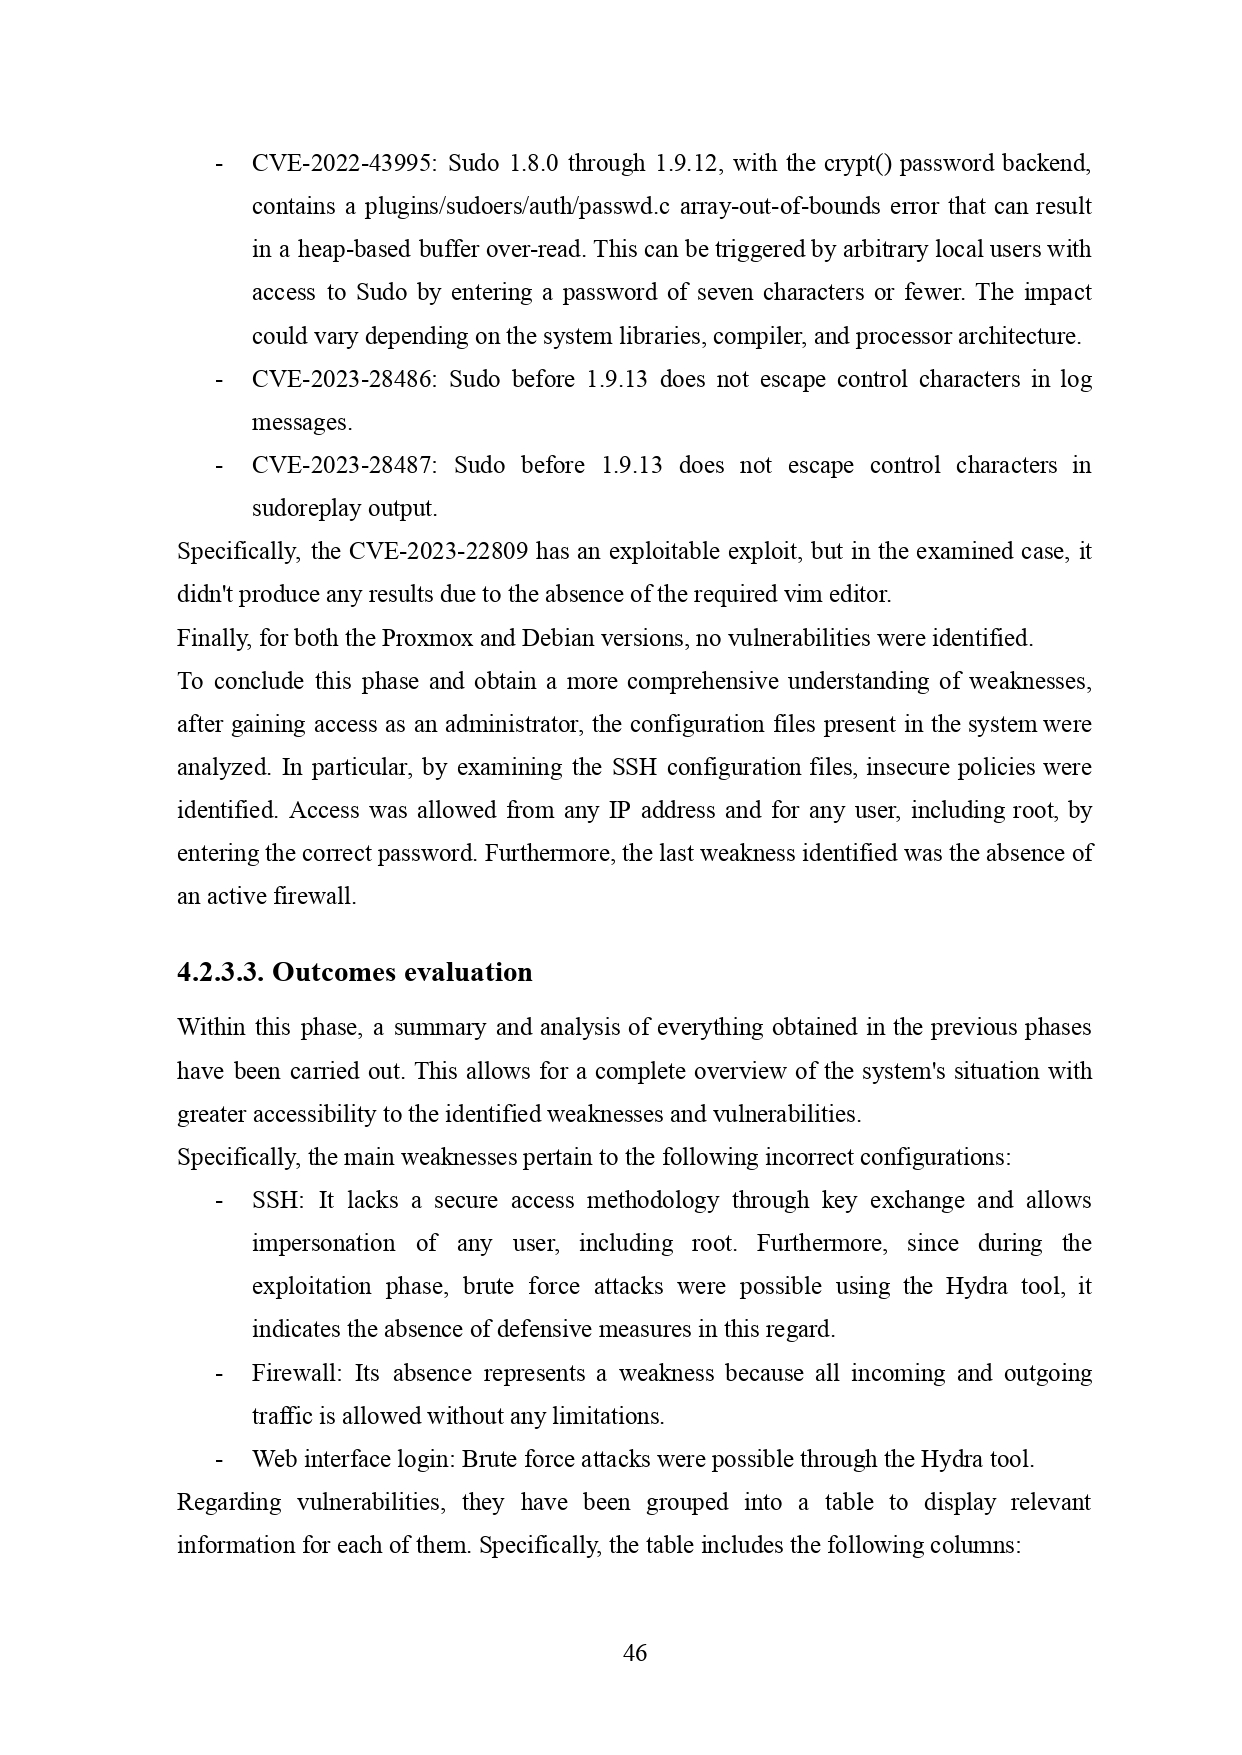 - CVE-2022-43995: Sudo 1.8.0 through 1.9.12, with the crypt() password backend,
contains a plugins/sudoers/auth/passwd.c array-out-of-bounds error that can result
in a heap-based buffer over-read. This can be triggered by arbitrary local users with
access to Sudo by entering a password of seven characters or fewer. The impact
could vary depending on the system libraries, compiler, and processor architecture.
- CVE-2023-28486: Sudo before 1.9.13 does not escape control characters in log
messages.
- CVE-2023-28487: Sudo before 1.9.13 does not escape control characters in
sudoreplay output.
Specifically, the CVE-2023-22809 has an exploitable exploit, but in the examined case, it
didn't produce any results due to the absence of the required vim editor.
Finally, for both the Proxmox and Debian versions, no vulnerabilities were identified.
To conclude this phase and obtain a more comprehensive understanding of weaknesses,
after gaining access as an administrator, the configuration files present in the system were
analyzed. In particular, by examining the SSH configuration files, insecure policies were
identified. Access was allowed from any IP address and for any user, including root, by
entering the correct password. Furthermore, the last weakness identified was the absence of
an active firewall.
4.2.3.3. Outcomes evaluation
Within this phase, a summary and analysis of everything obtained in the previous phases
have been carried out. This allows for a complete overview of the system's situation with
greater accessibility to the identified weaknesses and vulnerabilities.
Specifically, the main weaknesses pertain to the following incorrect configurations:
- SSH: It lacks a secure access methodology through key exchange and allows
impersonation of any user, including root. Furthermore, since during the
exploitation phase, brute force attacks were possible using the Hydra tool, it
indicates the absence of defensive measures in this regard.
- Firewall: Its absence represents a weakness because all incoming and outgoing
traffic is allowed without any limitations.
- Web interface login: Brute force attacks were possible through the Hydra tool.
Regarding vulnerabilities, they have been grouped into a table to display relevant
information for each of them. Specifically, the table includes the following columns:
46